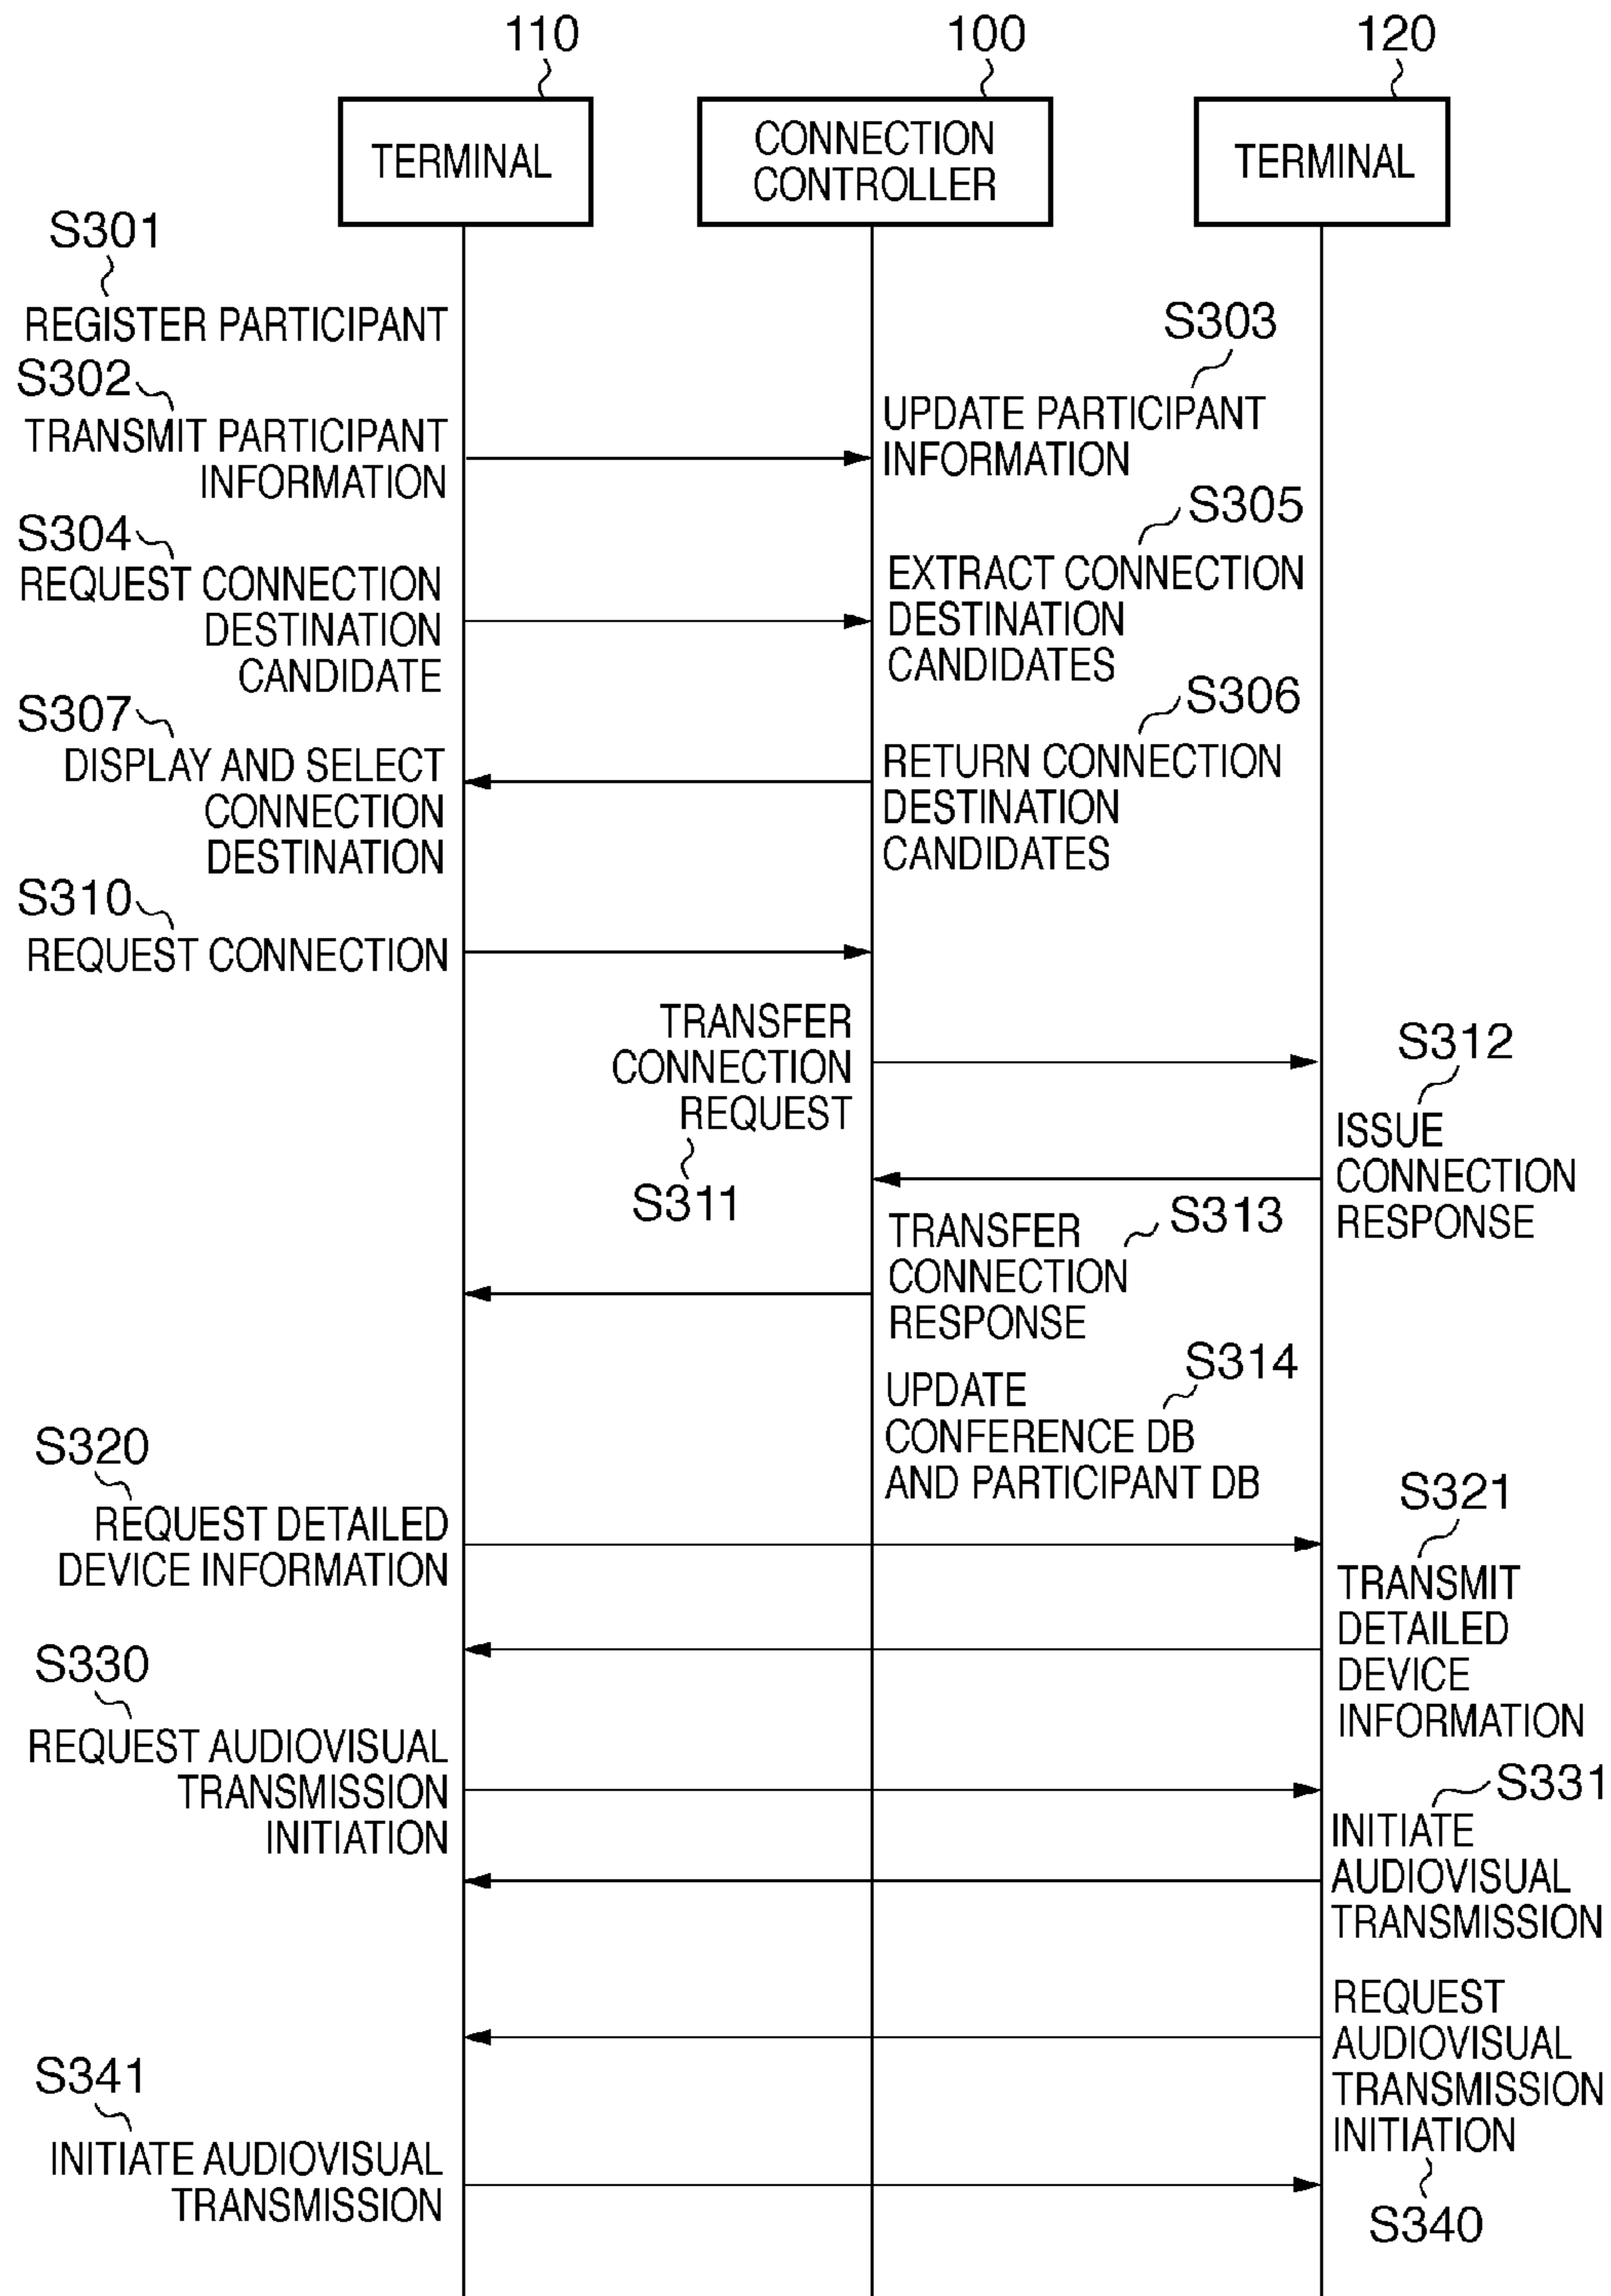 110
100
120
TERMINAL
CONNECTION
CONTROLLER
TERMINAL
S301
REGISTER PARTICIPANT
S302
TRANSMIT PARTICIPANT
INFORMATION
S303
UPDATE PARTICIPANT
INFORMATION
S304
REQUEST CONNECTION
DESTINATION
CANDIDATE
S305
EXTRACT CONNECTION
DESTINATION
CANDIDATES
S306
RETURN CONNECTION
DESTINATION
CANDIDATES
S307
DISPLAY AND SELECT
CONNECTION
DESTINATION
S310
REQUEST CONNECTION
TRANSFER
CONNECTION
REQUEST
S311
S312
ISSUE
CONNECTION
RESPONSE
S313
TRANSFER
CONNECTION
RESPONSE
S314
UPDATE
CONFERENCE DB
AND PARTICIPANT DB
S320
REQUEST DETAILED
DEVICE INFORMATION
S321
TRANSMIT
DETAILED
DEVICE
INFORMATION
S330
REQUEST AUDIOVISUAL
TRANSMISSION
INITIATION
S331
INITIATE
AUDIOVISUAL
TRANSMISSION
REQUEST
AUDIOVISUAL
TRANSMISSION
INITIATION
S340
S341
INITIATE AUDIOVISUAL
TRANSMISSION